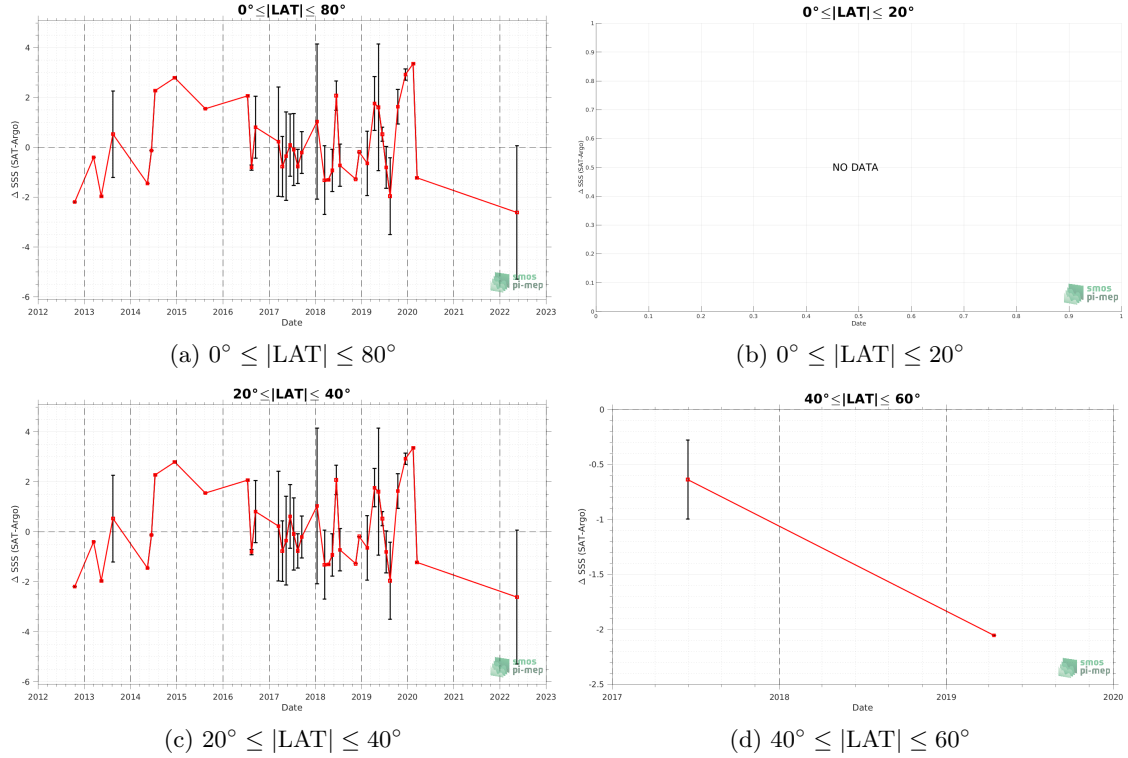 0°≤|LAT|≤ 80°
Δ SSS (SAT-Argo)
4
2
0
-2
-4
-6
2012 2013 2014 2015 2016 2017 2018 2019 2020 2021 2022 2023
Date
smos
pi-mep
(a) 0° ≤ |LAT| ≤ 80°
0°≤|LAT|≤ 20°
Δ SSS (SAT-Argo)
1
0.9
0.8
0.7
0.6
0.5
0.4
0.3
0.2
0.1
0
NO DATA
0 0.1 0.2 0.3 0.4 0.5 0.6 0.7 0.8 0.9 1
Date
smos
pi-mep
(b) 0° ≤ |LAT| ≤ 20°
20°≤|LAT|≤ 40°
Δ SSS (SAT-Argo)
4
2
0
-2
-4
-6
2012 2013 2014 2015 2016 2017 2018 2019 2020 2021 2022 2023
Date
smos
pi-mep
(c) 20° ≤ |LAT| ≤ 40°
40°≤|LAT|≤ 60°
Δ SSS (SAT-Argo)
0
-0.5
-1
-1.5
-2
-2.5
2017 2018 2019 2020
Date
smos
pi-mep
(d) 40° ≤ |LAT| ≤ 60°